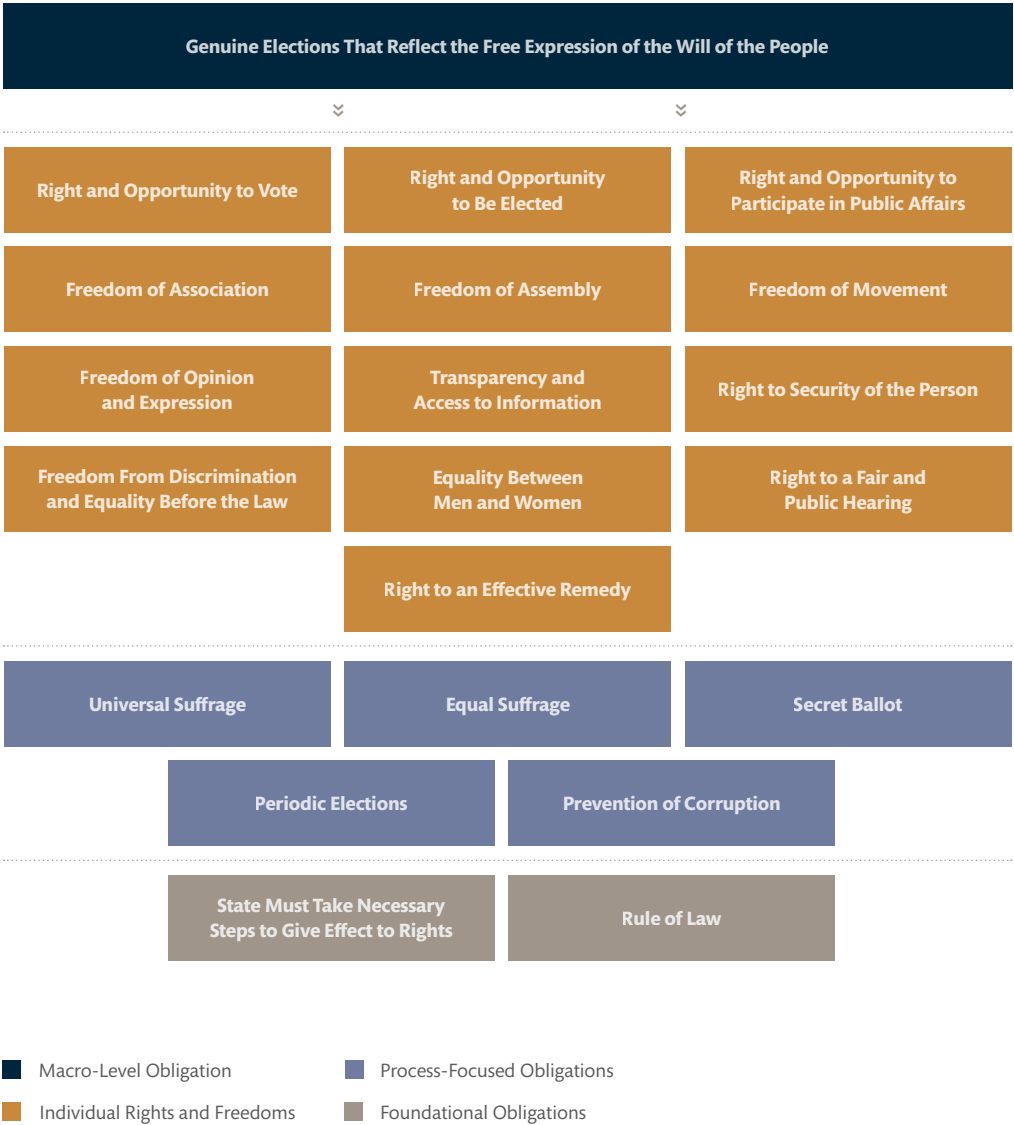 Genuine Elections That Reflect the Free Expression of the Will of the People
Right and Opportunity to Vote
Right and Opportunity
to Be Elected
Right and Opportunity to
Participate in Public Affairs
Freedom of Association
Freedom of Assembly
Freedom of Movement
Freedom of Opinion
and Expression
Transparency and
Access to Information
Right to Security of the Person
Freedom From Discrimination
and Equality Before the Law
Equality Between
Men and Women
Right to a Fair and
Public Hearing
Right to an Effective Remedy
Universal Suffrage
Equal Suffrage
Secret Ballot
Periodic Elections
Prevention of Corruption
State Must Take Necessary
Steps to Give Effect to Rights
Rule of Law
Macro-Level Obligation
Process-Focused Obligations
Individual Rights and Freedoms
Foundational Obligations